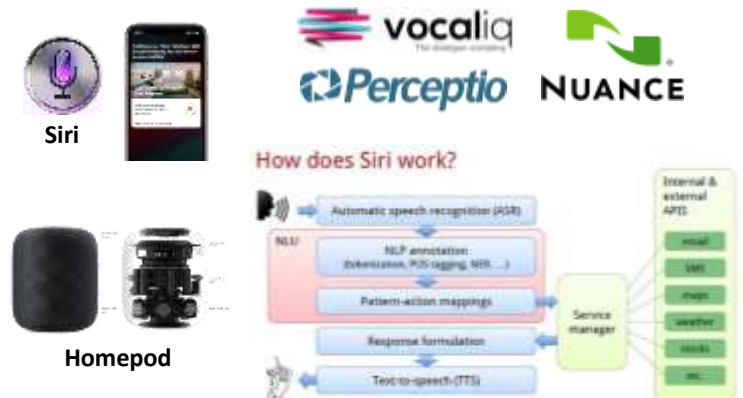 Siri
vocaliq
The dialogue company
Perceptio
NUANCE
How does Siri work?
Automatic speech recognition (ASR)
NLU
NLP annotation
(tokenization, POS tagging, NER, ...)
Pattern-action mappings
Response formulation
Text-to-speech (TTS)
Service
manager
Internal &
external
APIS
email
SMS
maps
weather
stocks
etc.
Homepod